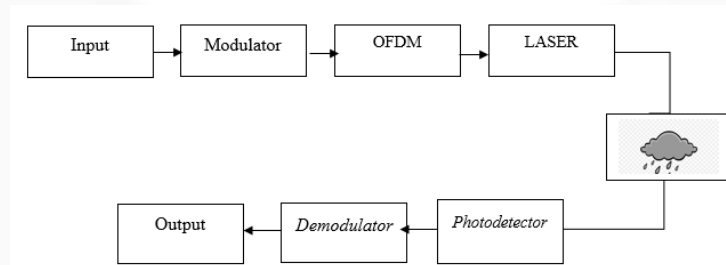 Input
Modulator
OFDM
LASER
Output
Demodulator
Photodetector